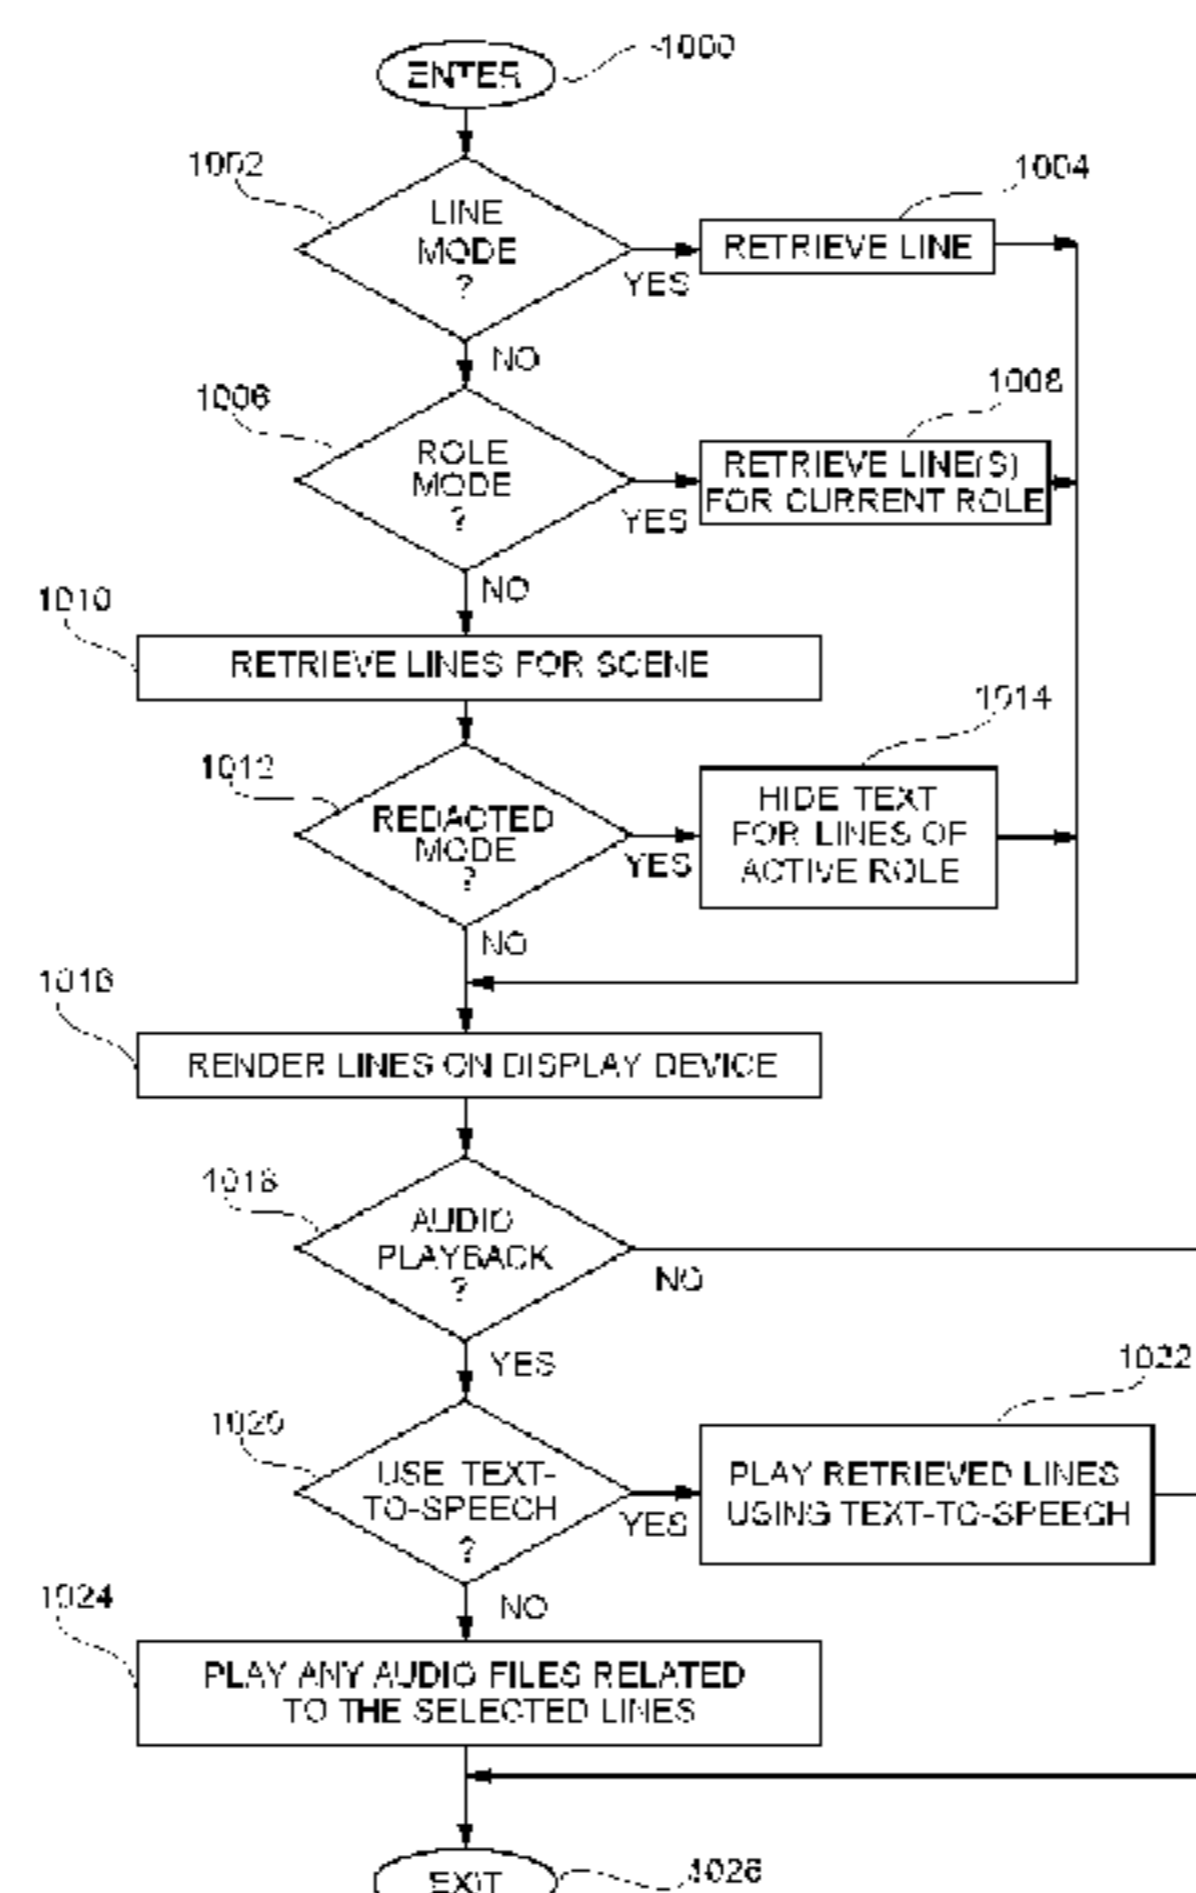 ENTER
1000
1002
LINE
MODE
?
YES
1004
RETRIEVE LINE
NO
1006
ROLE
MODE
?
YES
1008
RETRIEVE LINE(S)
FOR CURRENT ROLE
NO
1010
RETRIEVE LINES FOR SCENE
1012
REDACTED
MODE
?
YES
1014
HIDE TEXT
FOR LINES OF
ACTIVE ROLE
NO
1016
RENDER LINES ON DISPLAY DEVICE
1018
AUDIO
PLAYBACK
?
NO
YES
1020
USE TEXT-
TO-SPEECH
?
YES
1022
PLAY RETRIEVED LINES
USING TEXT-TO-SPEECH
NO
1024
PLAY ANY AUDIO FILES RELATED
TO THE SELECTED LINES
EXIT
1026